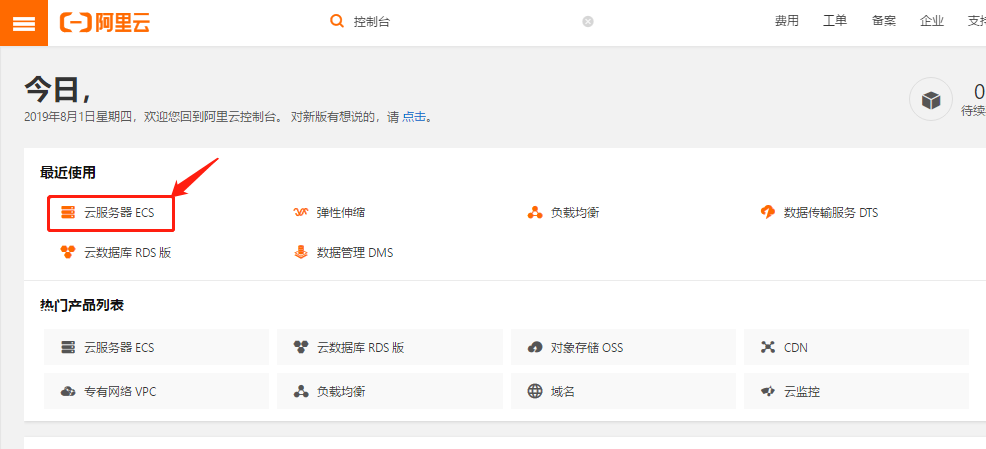 阿里云 控制台 费用 工单 备案 企业
今日，
2019年8月1日星期四，欢迎您回到阿里云控制台。 对新版有想说的，请 点击。
0
待续
最近使用
云服务器 ECS 弹性伸缩 负载均衡 数据传输服务 DTS
云数据库 RDS 版 数据管理 DMS
热门产品列表
云服务器 ECS 云数据库 RDS 版 对象存储 OSS CDN
专有网络 VPC 负载均衡 域名 云监控